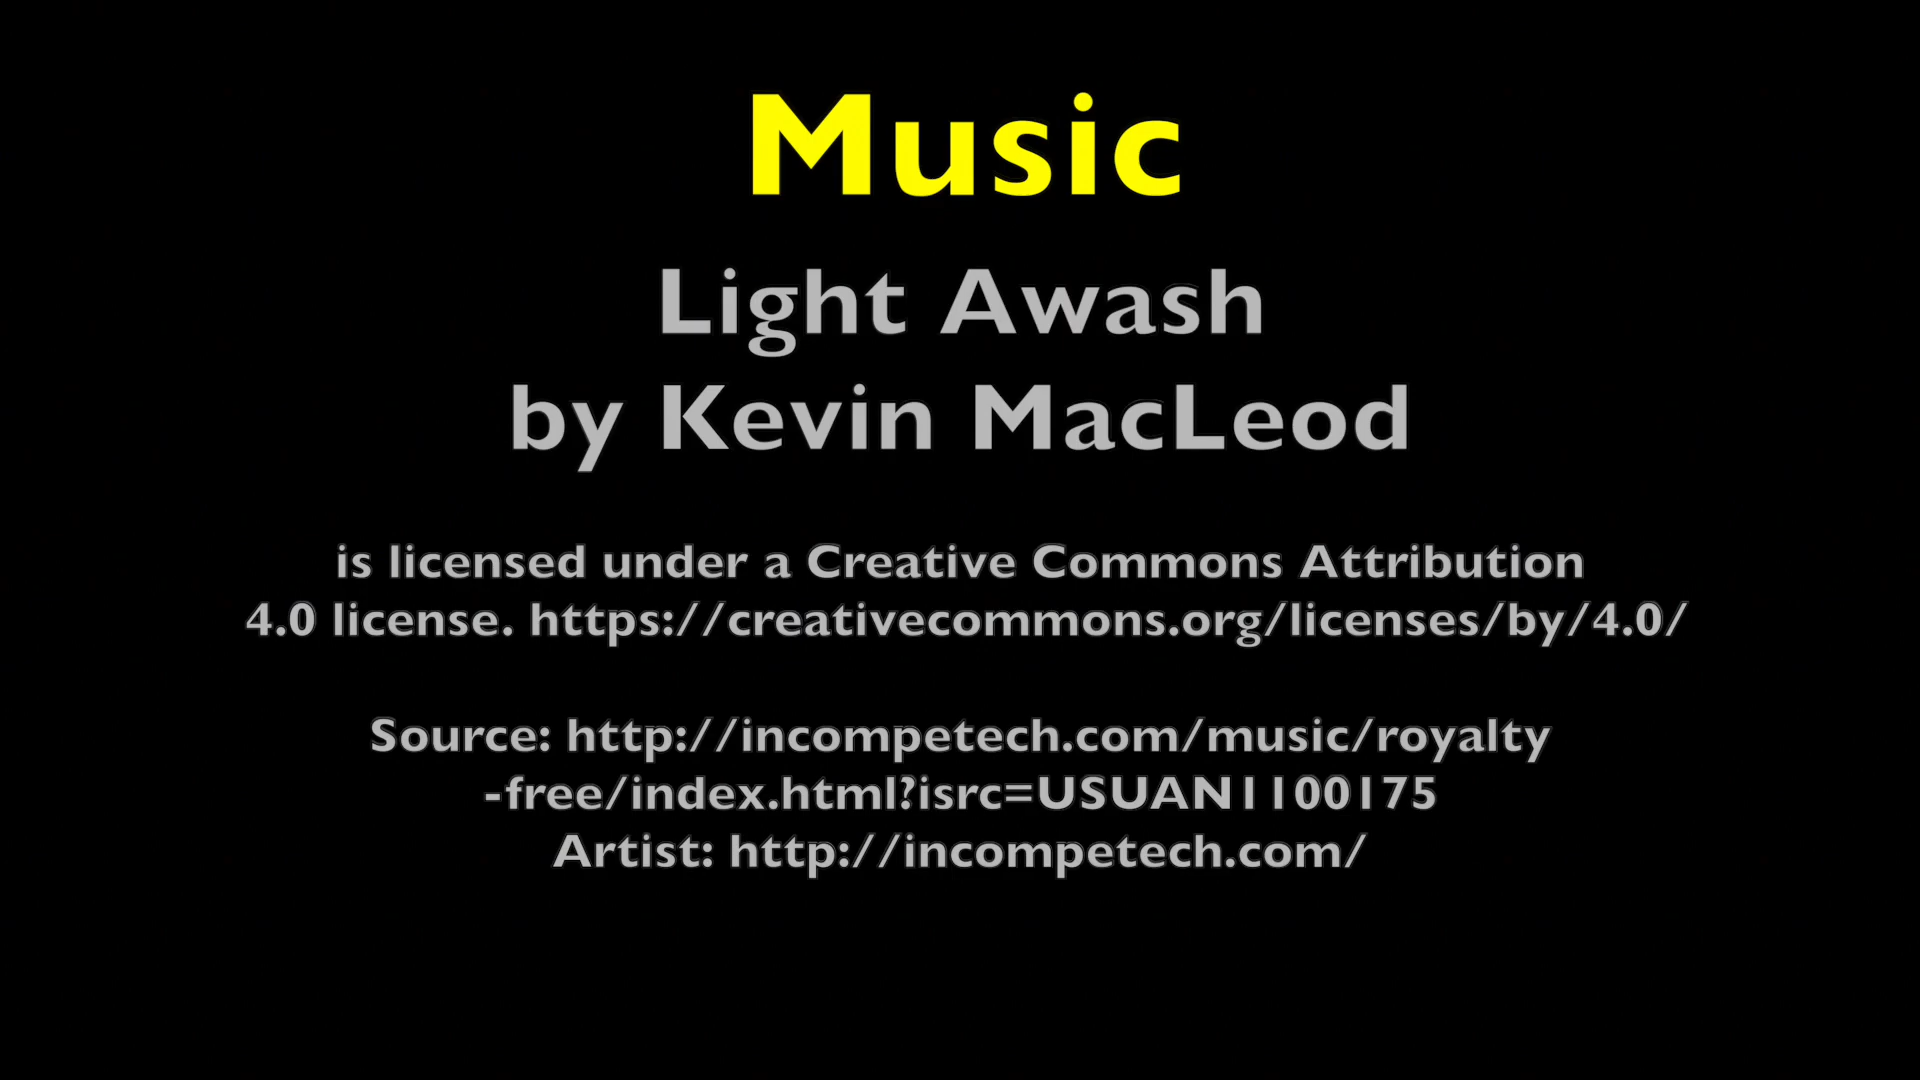 Music
Light Awash
by Kevin MacLeod
is licensed under a Creative Commons Attribution
4.0 license. https://creativecommons.org/licenses/by/4.0/
Source: http://incompetech.com/music/royalty
-free/index.html?isrc=USUAN1100175
Artist: http://incompetech.com/